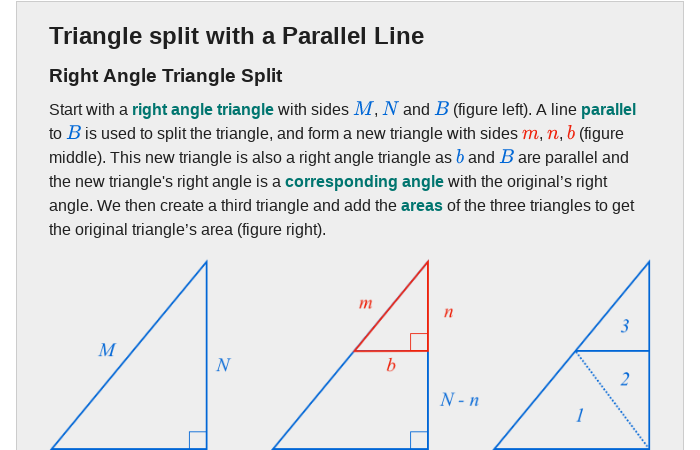 Triangle split with a Parallel Line
Right Angle Triangle Split
Start with a right angle triangle with sides M, N and B (figure left). A line parallel
to B is used to split the triangle, and form a new triangle with sides m, n, b (figure
middle). This new triangle is also a right angle triangle as b and B are parallel and
the new triangle's right angle is a corresponding angle with the original’s right
angle. We then create a third triangle and add the areas of the three triangles to get
the original triangle’s area (figure right).
M
N
m
n
b
N - n
3
2
1